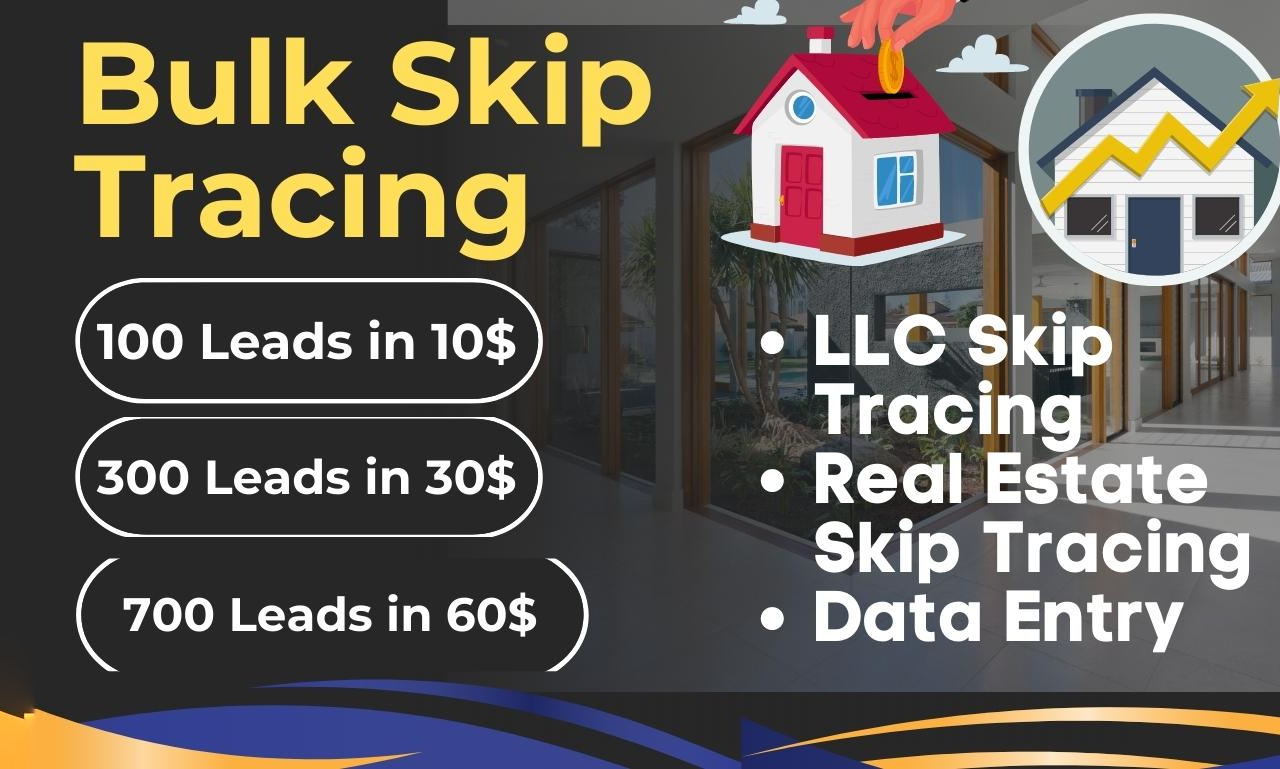 Bulk Skip
Tracing
100 Leads in 10$
300 Leads in 30$
700 Leads in 60$
• LLC Skip
Tracing
• Real Estate
Skip Tracing
• Data Entry